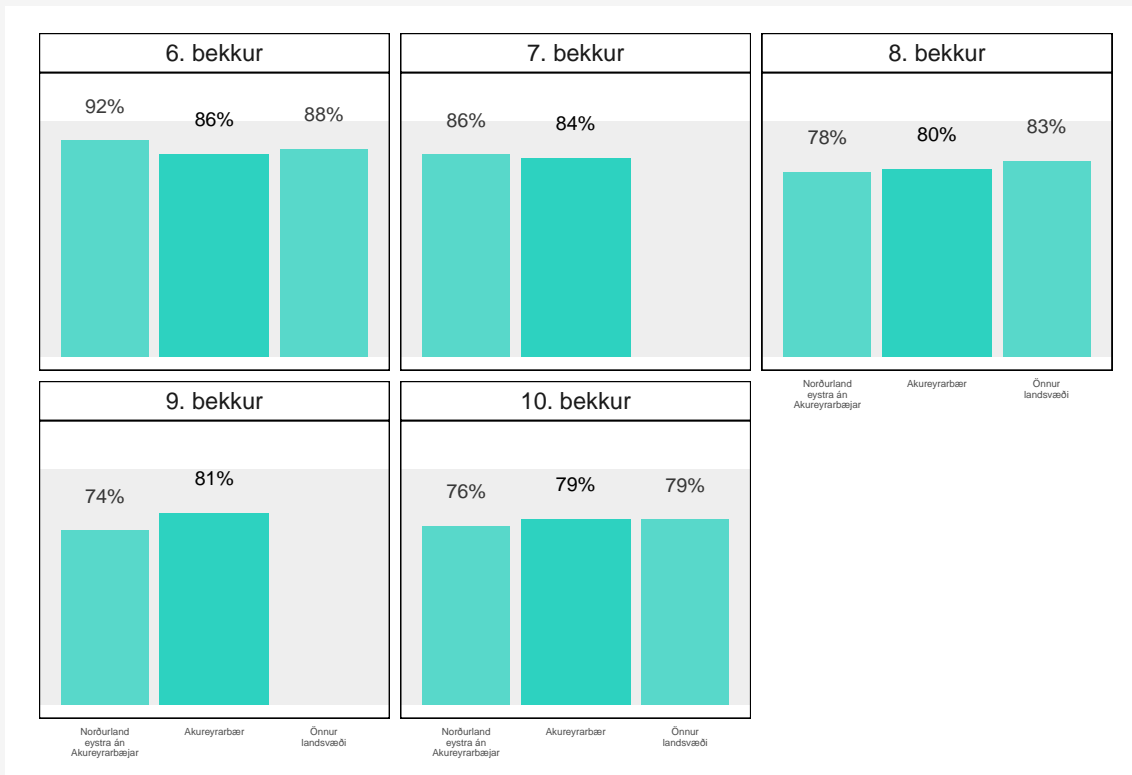 6. bekkur
92%
86%
88%
7. bekkur
86%
84%
8. bekkur
78%
80%
83%
Norðurland
eystra án
Akureyrarbæjar
Akureyrarbær
Önnur
landsvæði
9. bekkur
74%
81%
Norðurland
eystra án
Akureyrarbæjar
Akureyrarbær
Önnur
landsvæði
10. bekkur
76%
79%
79%
Norðurland
eystra án
Akureyrarbæjar
Akureyrarbær
Önnur
landsvæði